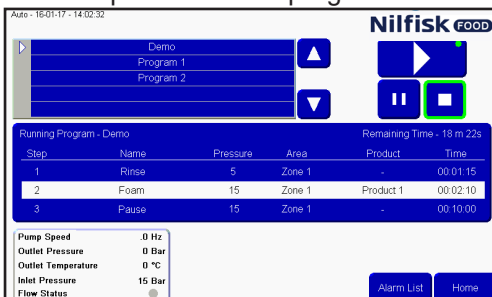 Auto - 16-01-17 - 14:02:32
Nilfisk FOOD
Demo
Program 1
Program 2
Running Program - Demo Remaining Time - 18 m 22s
Step Name Pressure Area Product Time
1 Rinse 5 Zone 1 - 00:01:15
2 Foam 15 Zone 1 Product 1 00:02:10
3 Pause 15 Zone 1 - 00:10:00
Pump Speed .0 Hz
Outlet Pressure 0 Bar
Outlet Temperature 0 °C
Inlet Pressure 15 Bar
Flow Status
Alarm List Home